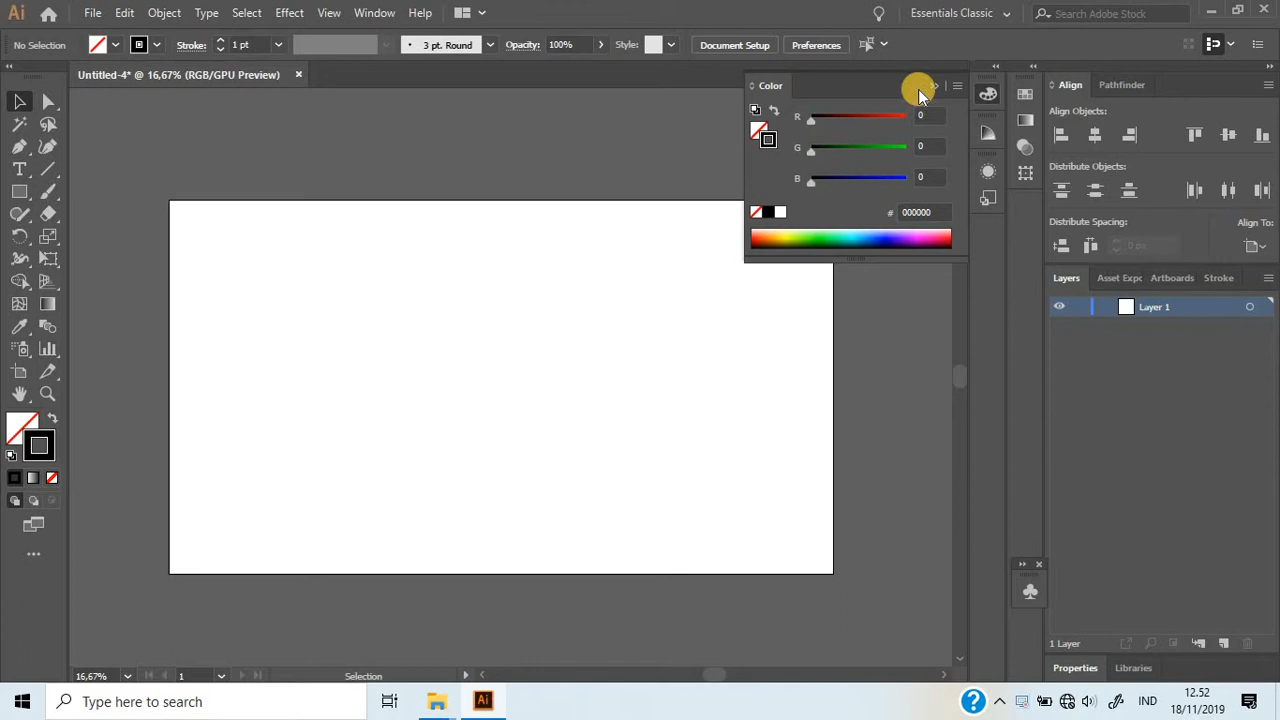 Ai File Edit Object Type Select Effect View Window Help Essentials Classic Search Adobe Stock
No Selection Stroke: 1 pt 3 pt. Round Opacity: 100% Style: Document Setup Preferences
Untitled-4* @ 16,67% (RGB/GPU Preview)
Color
R 0
G 0
B 0
# 000000
Align Pathfinder
Align Objects:
Distribute Objects:
Distribute Spacing: Align To:
0 px
Layers Asset Expo Artboards Stroke
Layer 1
1 Layer
Properties Libraries
16,67% 1 Selection
Type here to search
Ai
IND
12.52
18/11/2019